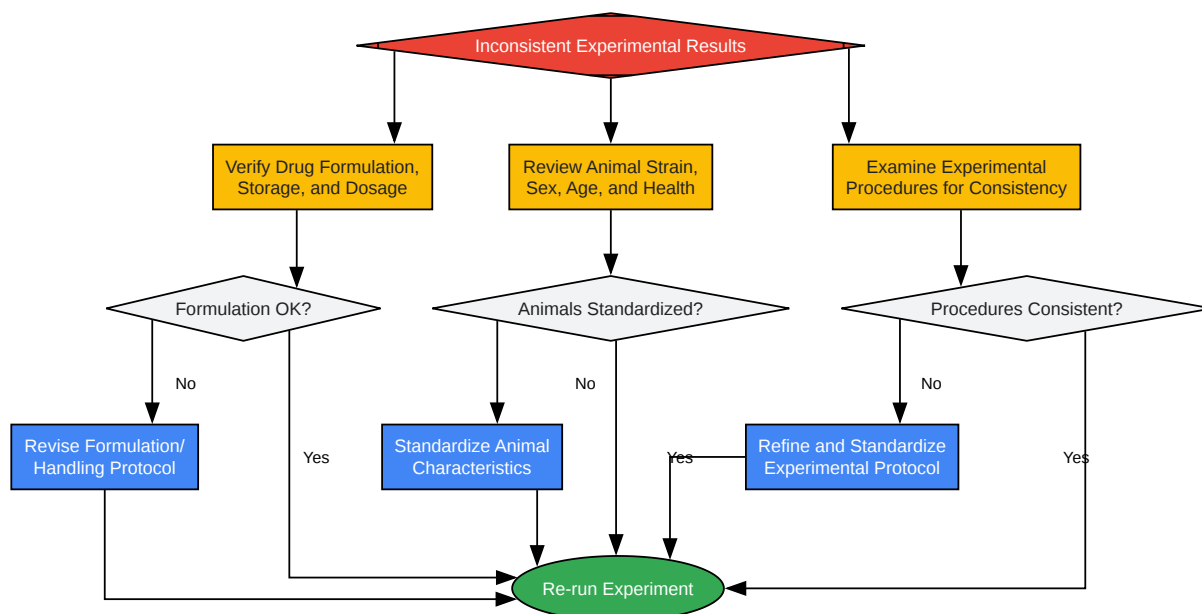 Inconsistent Experimental Results
Verify Drug Formulation,
Storage, and Dosage
Review Animal Strain,
Sex, Age, and Health
Examine Experimental
Procedures for Consistency
Formulation OK?
Animals Standardized?
Procedures Consistent?
No
No
No
Revise Formulation/
Handling Protocol
Yes
Standardize Animal
Characteristics
Yes
Refine and Standardize
Experimental Protocol
Yes
Re-run Experiment